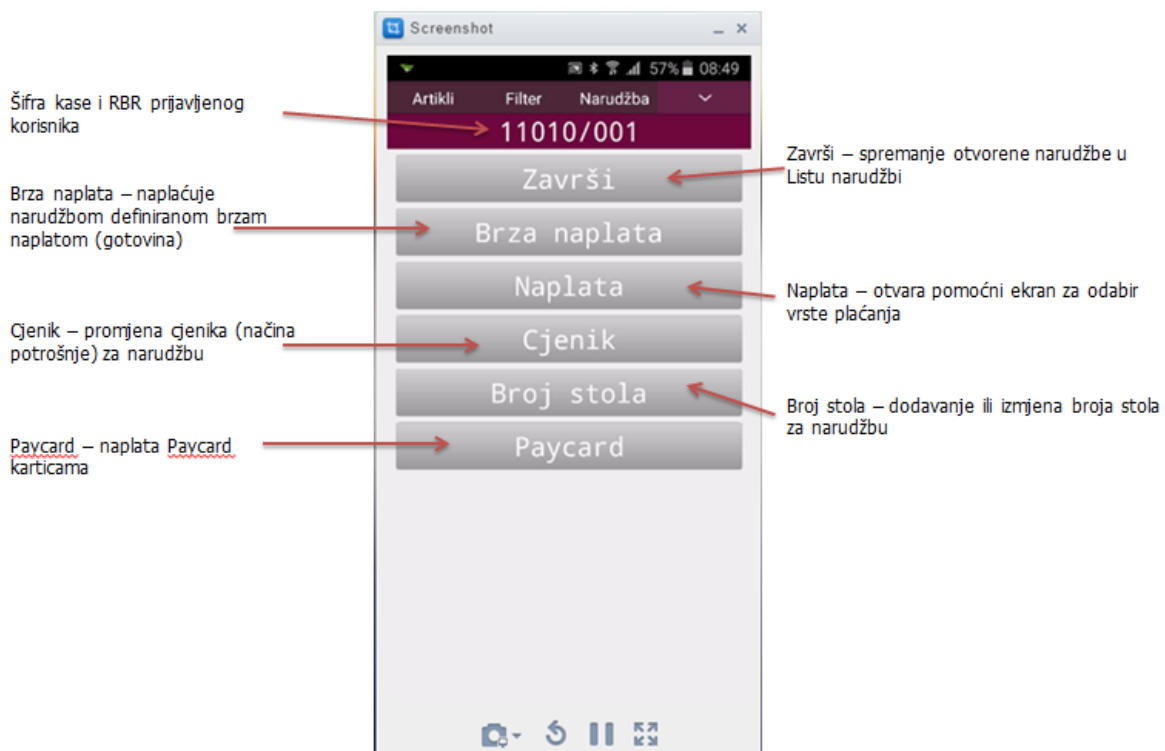 Screenshot
57% 08:49
Artikli Filter Narudžba
11010/001
Završi
Brza naplata
Naplata
Cjenik
Broj stola
Paycard
Šifra kase i RBR prijavljenog
korisnika
Brza naplata – naplaćuje
narudžbom definiranom brzam
naplatom (gotovina)
Cjenik – promjena cjenika (načina
potrošnje) za narudžbu
Paycard – naplata Paycard
karticama
Završi – spremanje otvorene narudžbe u
Listu narudžbi
Naplata – otvara pomoćni ekran za odabir
vrste plaćanja
Broj stola – dodavanje ili izmjena broja stola
za narudžbu